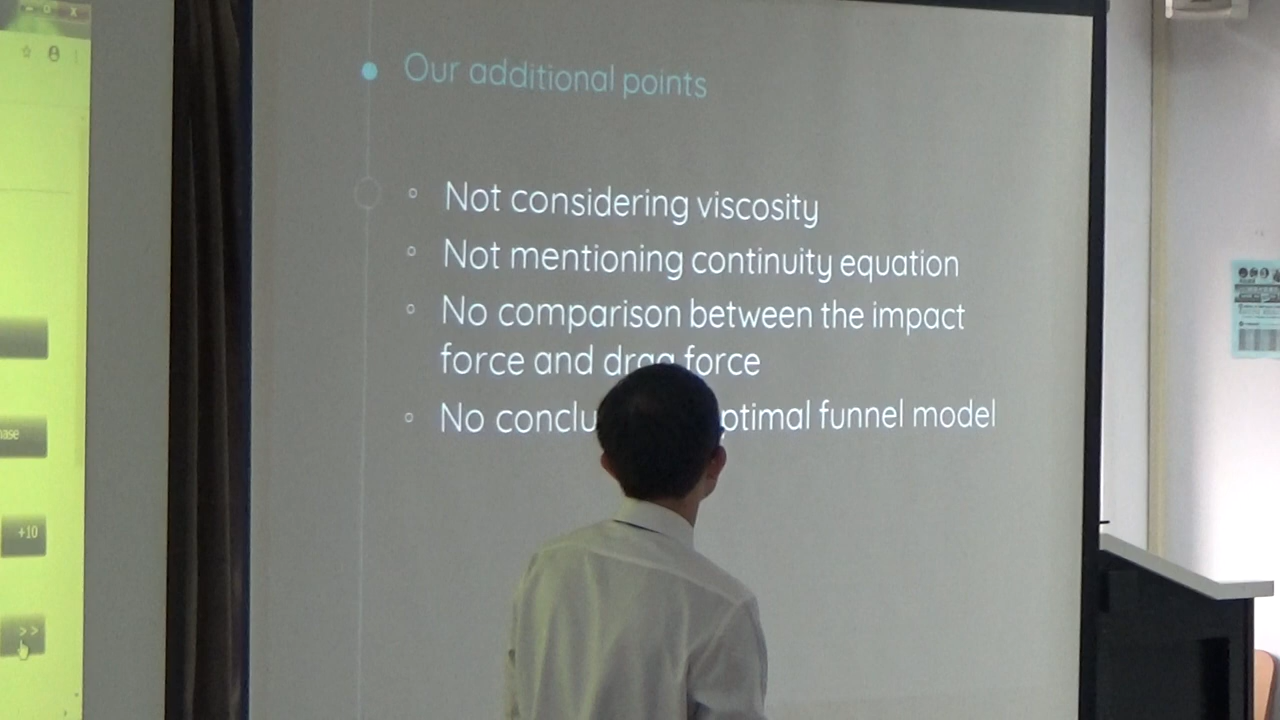 Our additional points
Not considering viscosity
Not mentioning continuity equation
No comparison between the impact
force and drag force
No optimal funnel model
+10
>>